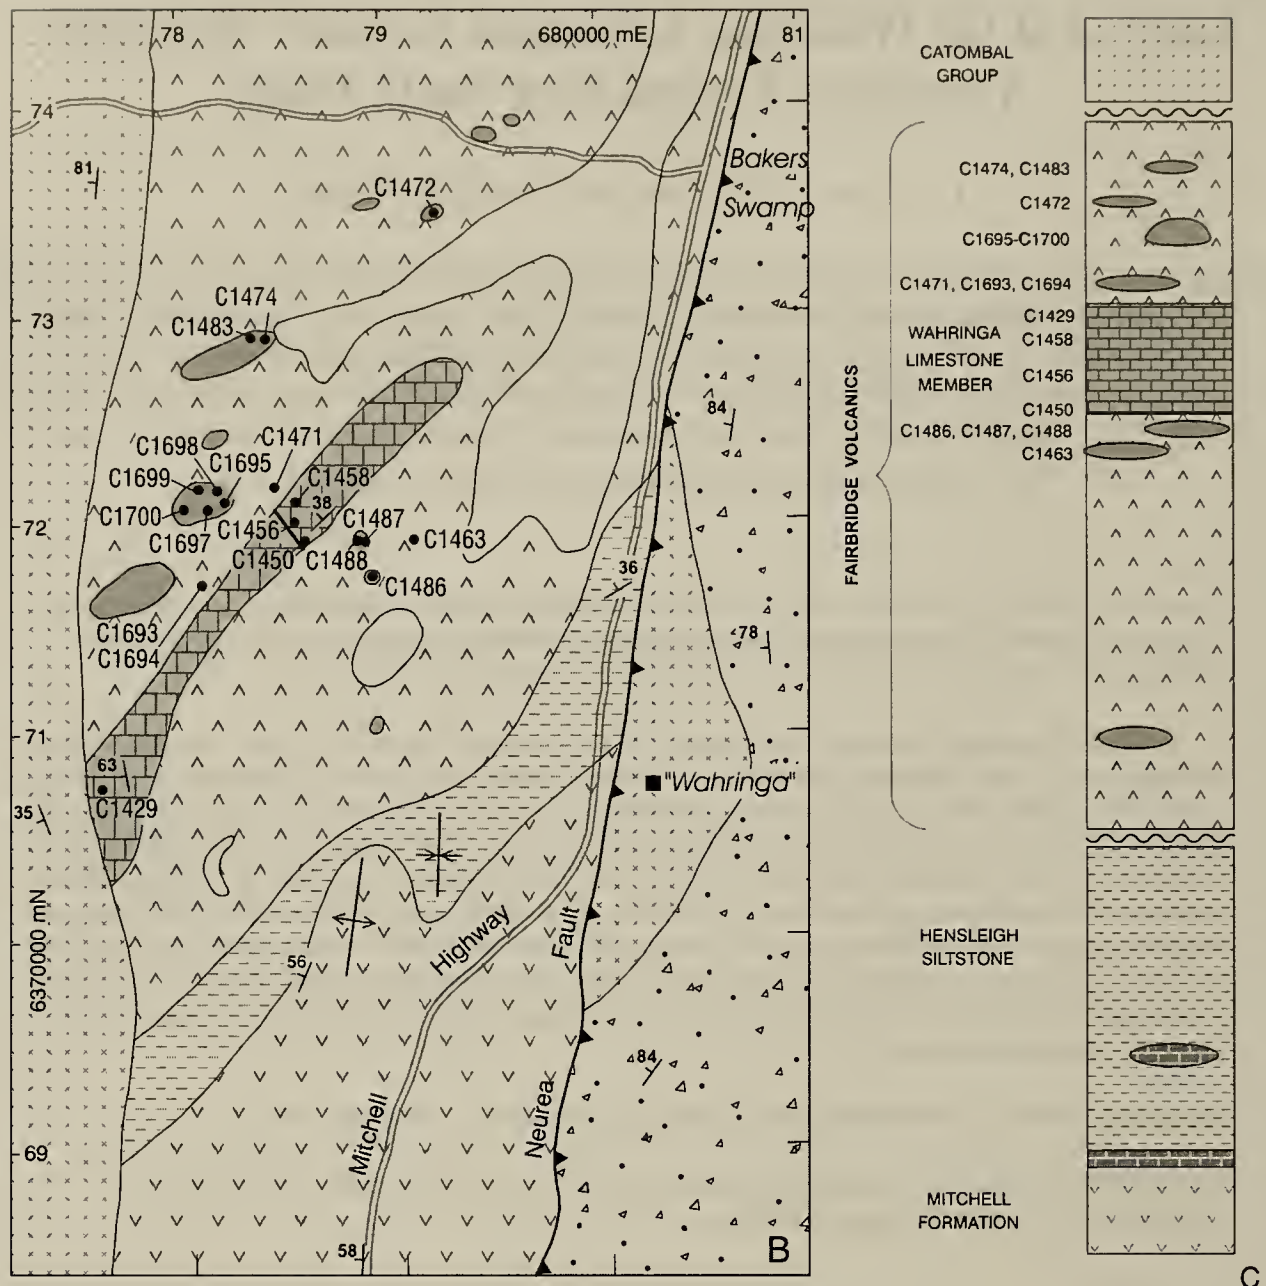 78
79
680000 mE
81
74
Bakers
Swamp
81
C1472
C1474
73
C1483
84
C1698
C1471
C1695
C1699
C1458
38
C1700
C1487
72
C1456
C1463
C1697
C1450
C1488
36
C1486
C1693
C1694
78
71
63
"Wahringa"
C1429
35
6370000 mN
Highway
Fault
56
84
Mitchell
Neurea
69
58
B
CATOMBAL
GROUP
C1474, C1483
C1472
C1695-C1700
C1471, C1693, C1694
C1429
WAHRINGA
LIMESTONE
MEMBER
C1458
C1456
C1450
C1486, C1487, C1488
C1463
FAIRBRIDGE VOLCANICS
HENSLEIGH
SILTSTONE
MITCHELL
FORMATION
C